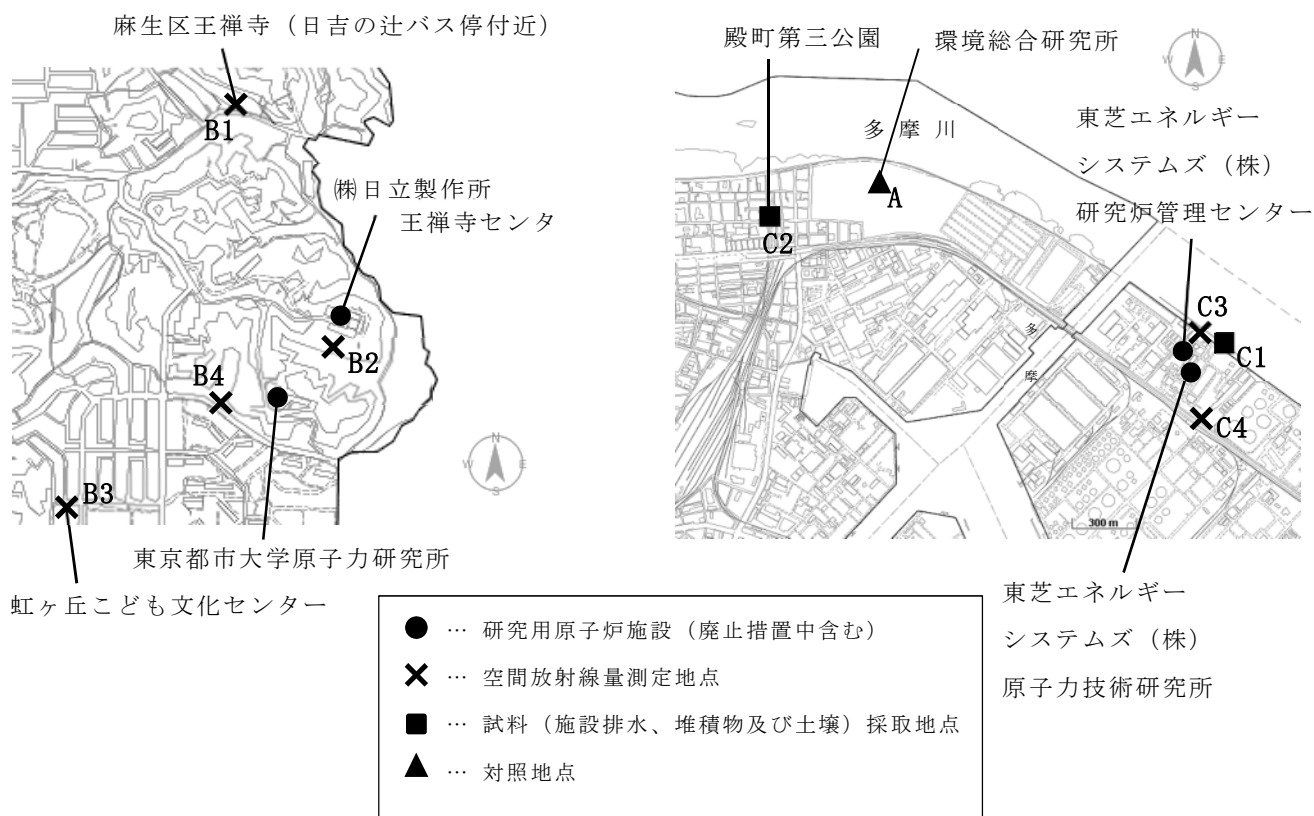 麻生区王禅寺（日吉の辻バス停付近）
B1
㈱日立製作所
王禅寺センタ
B2
B4
B3
N
W
E
S
東京都市大学原子力研究所
虹ヶ丘こども文化センター
殿町第三公園
環境総合研究所
N
W
E
S
多摩川
A
C2
東芝エネルギー
システムズ（株）
研究炉管理センター
C3
C1
C4
多
摩
300 m
東芝エネルギー
システムズ（株）
原子力技術研究所
… 研究用原子炉施設（廃止措置中含む）
… 空間放射線量測定地点
… 試料（施設排水、堆積物及び土壌）採取地点
… 対照地点